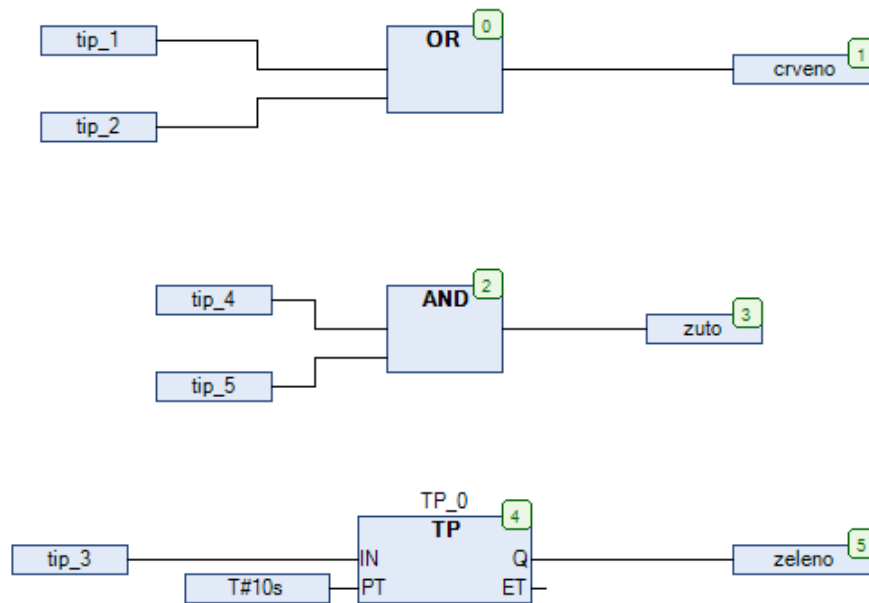 tip_1
OR
0
crveno
1
tip_2
tip_4
AND
2
zuto
3
tip_5
TP_0
TP
4
tip_3
IN
Q
zeleno
5
T#10s
PT
ET